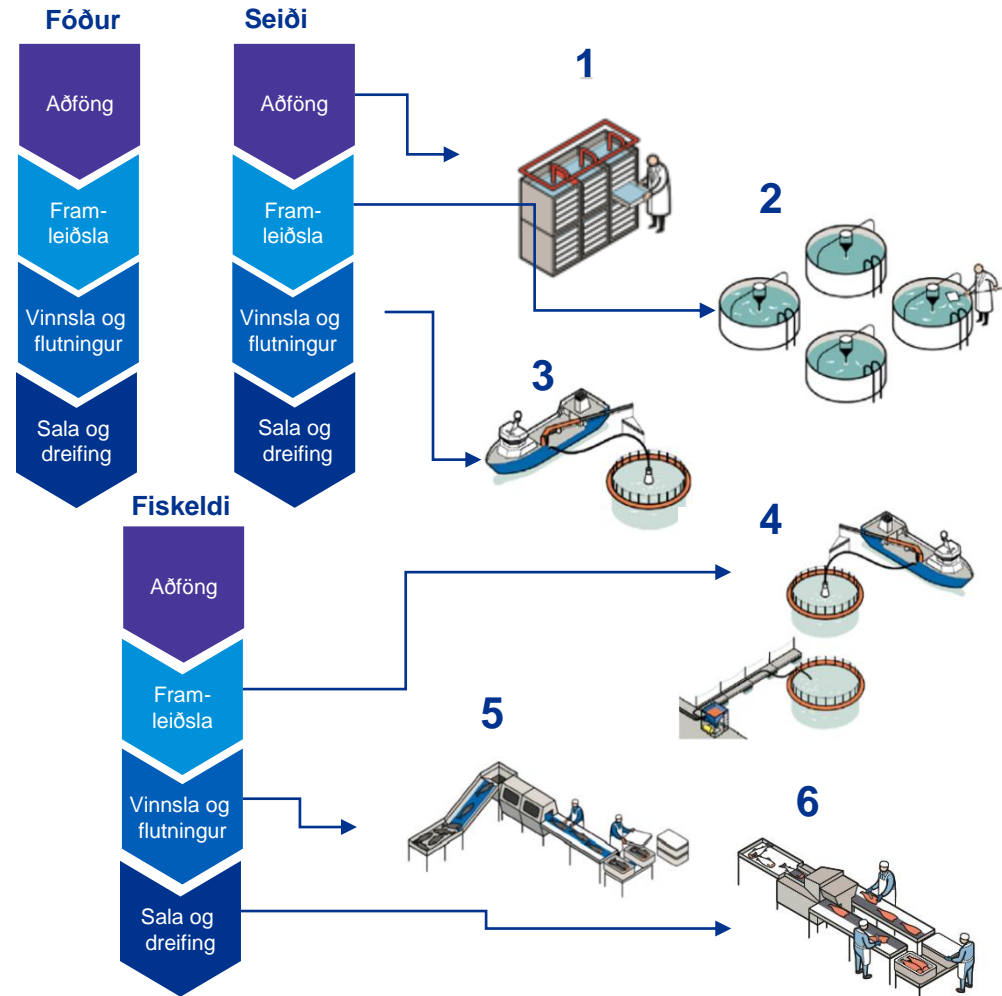 Fóður
Aðföng
Fram-
leiðsla
Vinnsla og
flutningur
Sala og
dreifing
Seiði
Aðföng
Fram-
leiðsla
Vinnsla og
flutningur
Sala og
dreifing
1
2
3
Fiskeldi
Aðföng
Fram-
leiðsla
Vinnsla og
flutningur
Sala og
dreifing
4
5
6